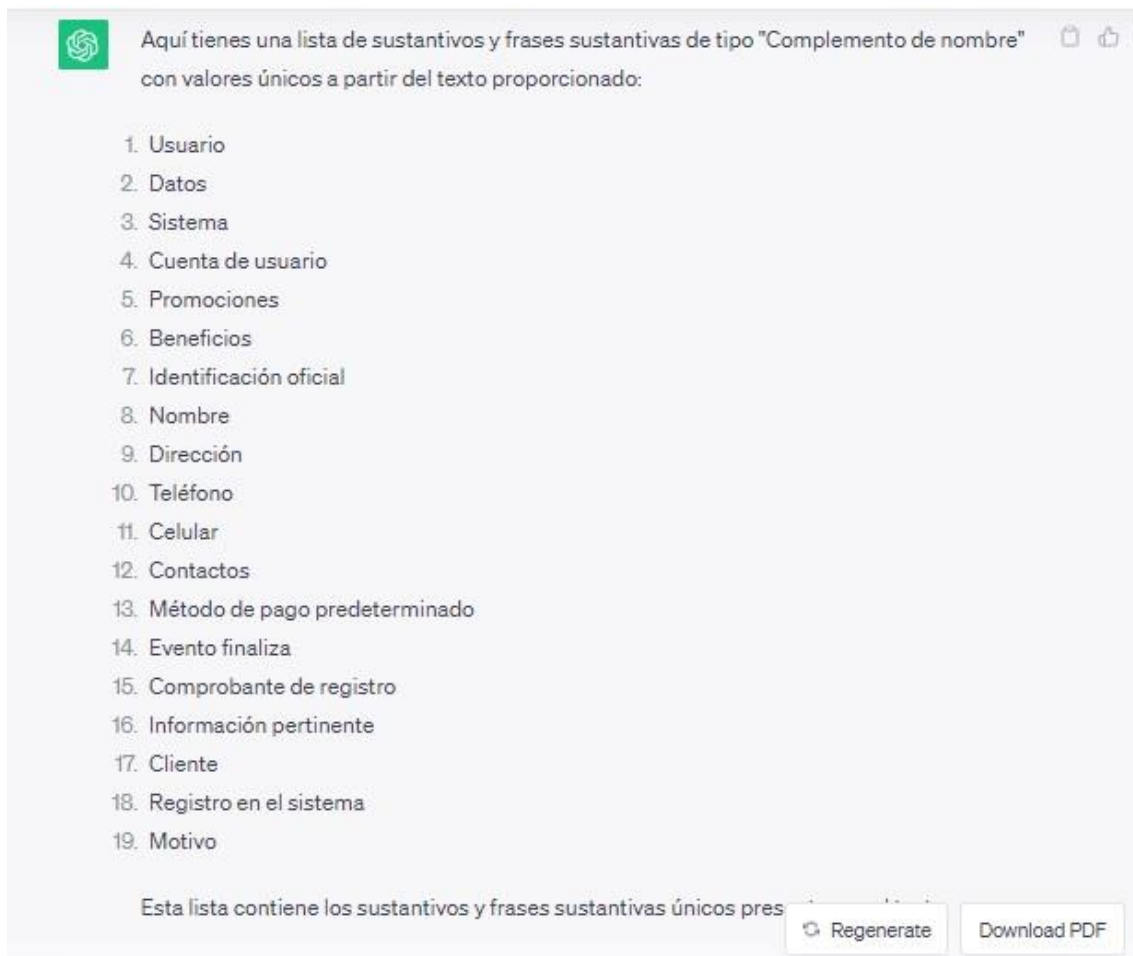 Aquí tienes una lista de sustantivos y frases sustantivas de tipo "Complemento de nombre"
con valores únicos a partir del texto proporcionado:
1. Usuario
2. Datos
3. Sistema
4. Cuenta de usuario
5. Promociones
6. Beneficios
7. Identificación oficial
8. Nombre
9. Dirección
10. Teléfono
11. Celular
12. Contactos
13. Método de pago predeterminado
14. Evento finaliza
15. Comprobante de registro
16. Información pertinente
17. Cliente
18. Registro en el sistema
19. Motivo
Esta lista contiene los sustantivos y frases sustantivas únicos
Regenerate
Download PDF